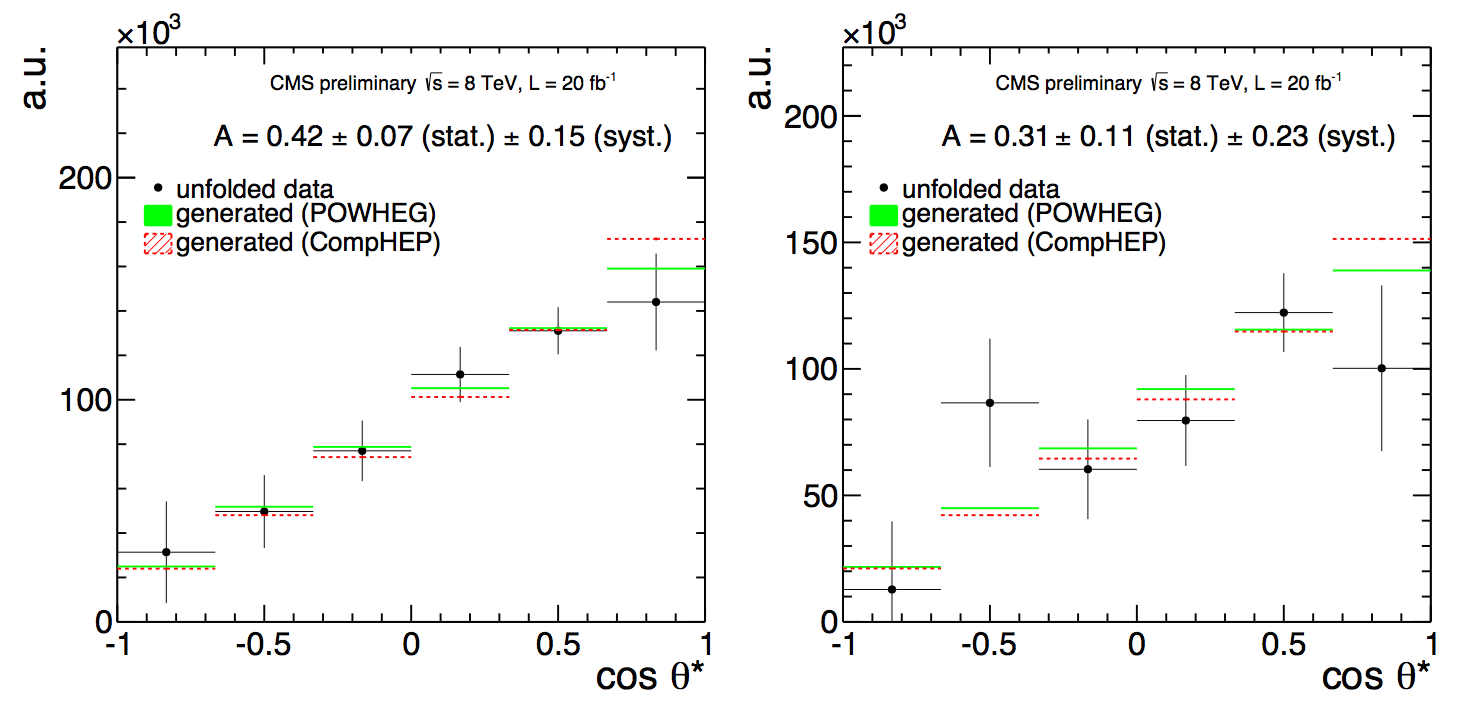 ×10³
a.u.
CMS preliminary √s = 8 TeV, L = 20 fb⁻¹
A = 0.42 ± 0.07 (stat.) ± 0.15 (syst.)
unfolded data
generated (POWHEG)
generated (CompHEP)
200
100
0
-1 -0.5 0 0.5 1
cos θ*
×10³
a.u.
CMS preliminary √s = 8 TeV, L = 20 fb⁻¹
A = 0.31 ± 0.11 (stat.) ± 0.23 (syst.)
unfolded data
generated (POWHEG)
generated (CompHEP)
200
150
100
50
0
-1 -0.5 0 0.5 1
cos θ*